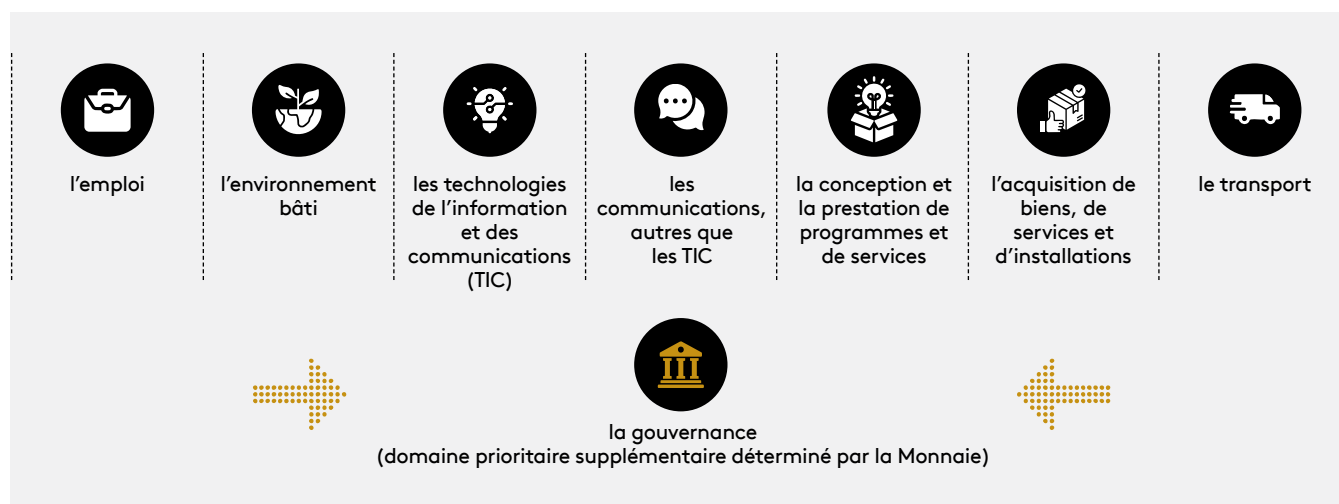 l'emploi
l'environnement
bâti
les technologies
de l'information
et des
communications
(TIC)
les
communications,
autres que
les TIC
la conception et
la prestation de
programmes et
de services
l'acquisition de
biens, de
services et
d'installations
le transport
la gouvernance
(domaine prioritaire supplémentaire déterminé par la Monnaie)